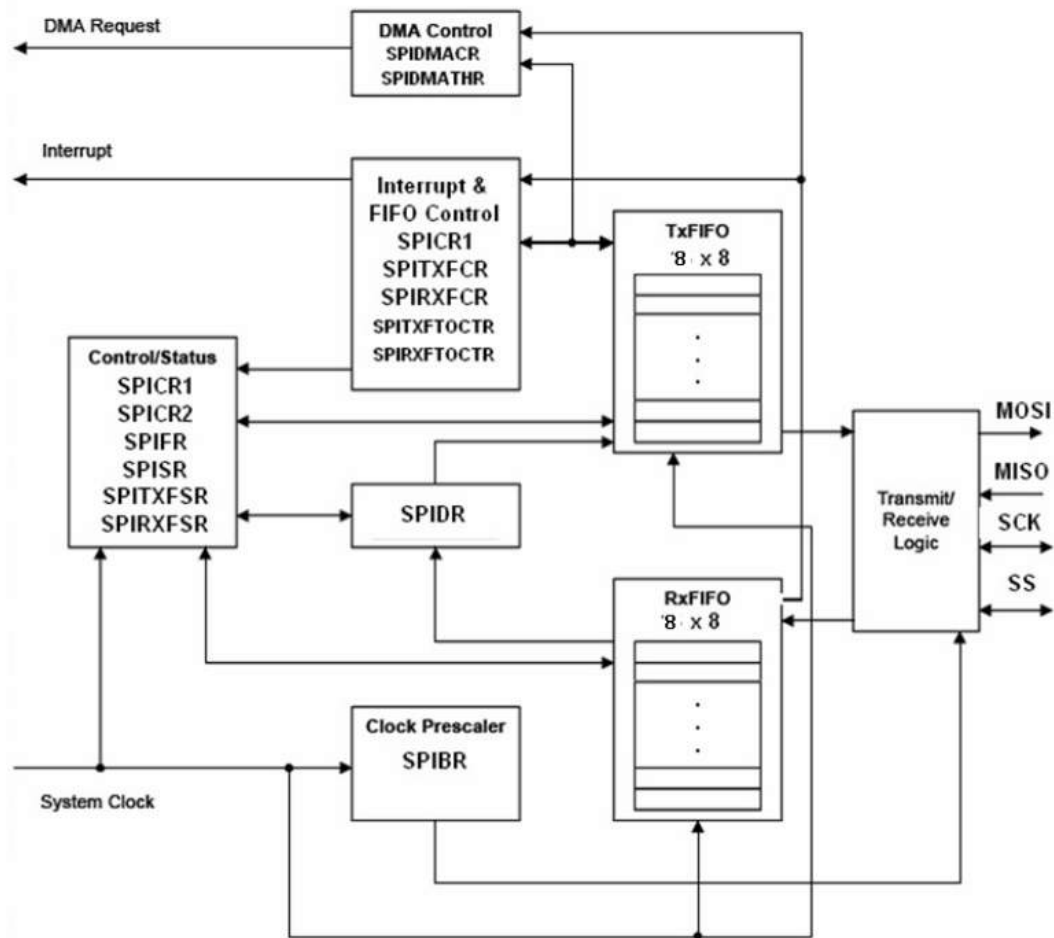 DMA Request
DMA Control
SPIDMACR
SPIDMATHR
Interrupt
Interrupt &
FIFO Control
SPICR1
SPITXFCR
SPIRXFCR
SPITXFTOCTR
SPIRXFTOCTR
TxFIFO
8 x 8
Control/Status
SPICR1
SPICR2
SPIFR
SPISR
SPITXFSR
SPIRXFSR
SPIDR
RxFIFO
8 x 8
Transmit/
Receive
Logic
MOSI
MISO
SCK
SS
Clock Prescaler
SPIBR
System Clock